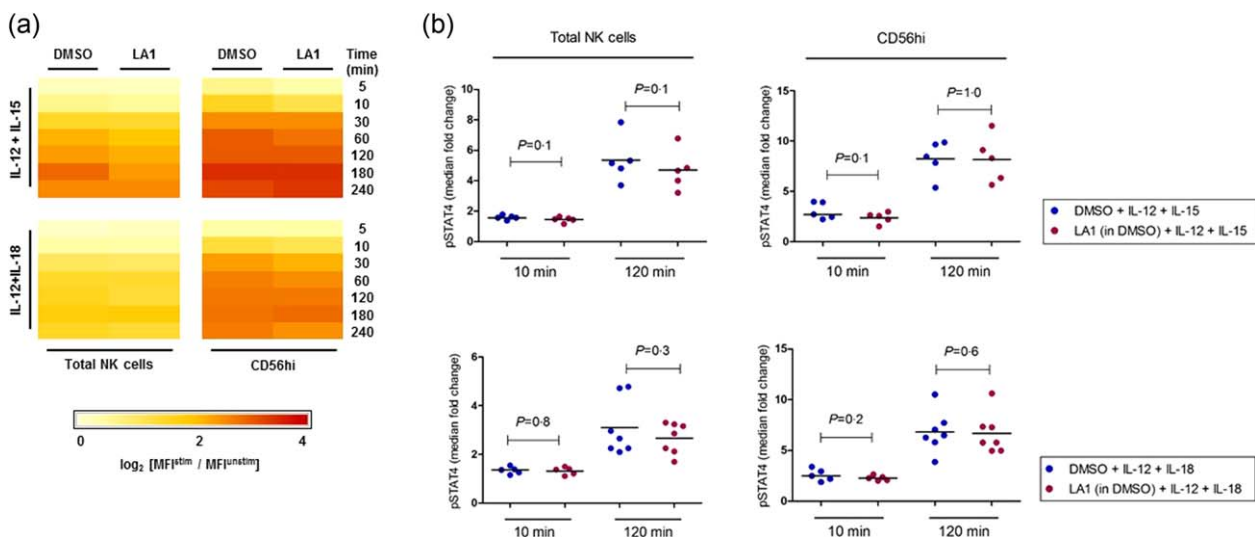 (a)
DMSO LA1 DMSO LA1 Time (min)
IL-12 + IL-15
5
10
30
60
120
180
240
IL-12+IL-18
5
10
30
60
120
180
240
Total NK cells CD56hi
0 2 4
log2 [MFIstim / MFIunstim]
(b)
Total NK cells
CD56hi
pSTAT4 (median fold change)
10
8
6
4
2
0
P=0·1
P=0·1
10 min 120 min
pSTAT4 (median fold change)
15
10
5
0
P=0·1
P=1·0
10 min 120 min
DMSO + IL-12 + IL-15
LA1 (in DMSO) + IL-12 + IL-15
pSTAT4 (median fold change)
6
4
2
0
P=0·8
P=0·3
10 min 120 min
pSTAT4 (median fold change)
15
10
5
0
P=0·2
P=0·6
10 min 120 min
DMSO + IL-12 + IL-18
LA1 (in DMSO) + IL-12 + IL-18